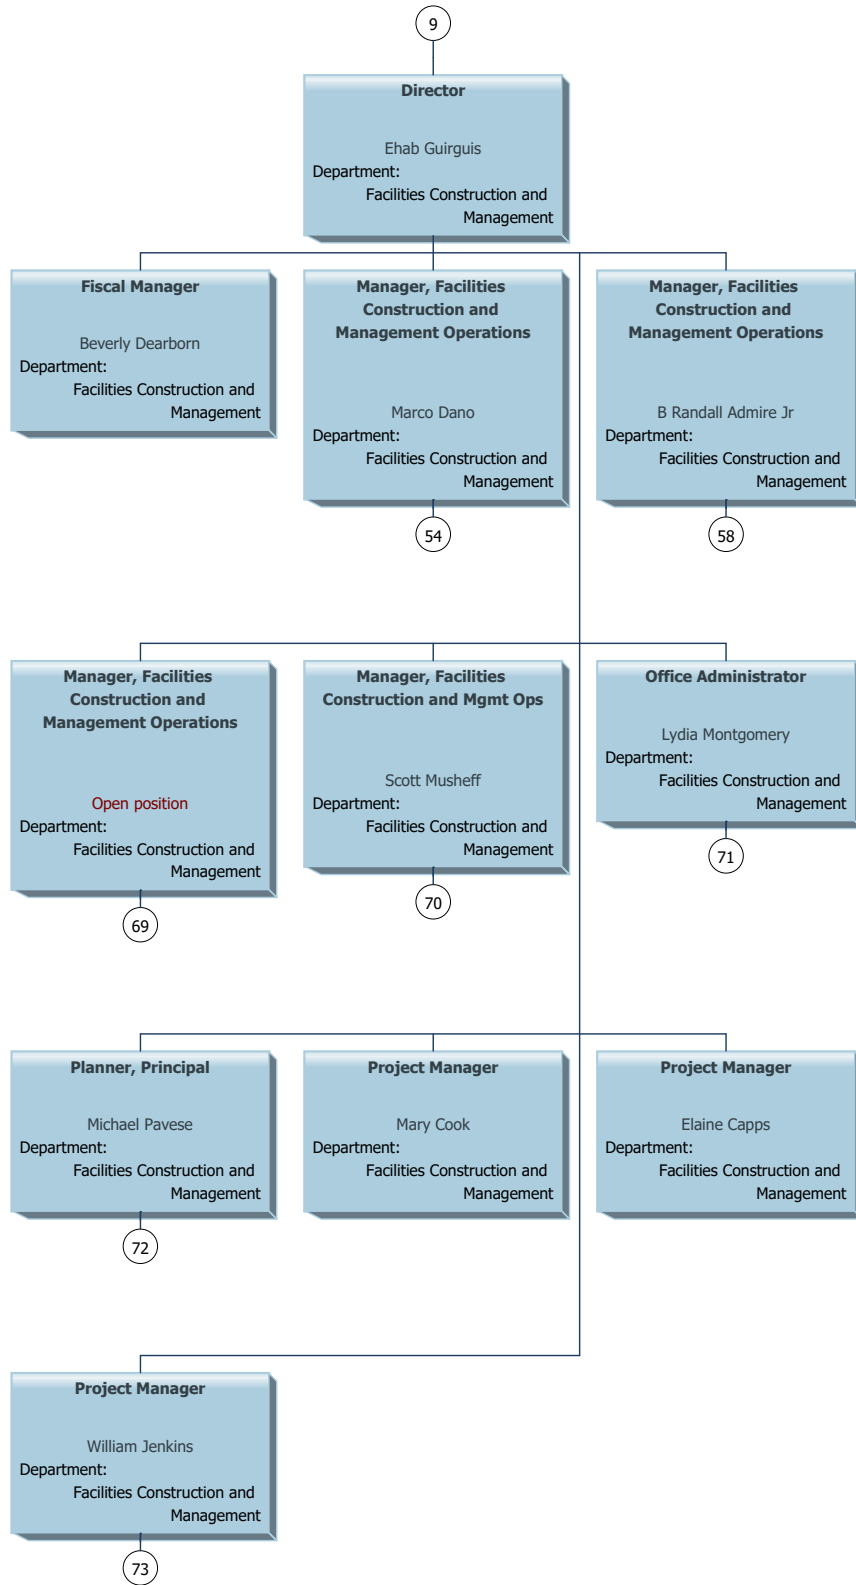 9
Director
Ehab Guirguis
Department:
Facilities Construction and
Management
Fiscal Manager
Beverly Dearborn
Department:
Facilities Construction and
Management
Manager, Facilities
Construction and
Management Operations
Marco Dano
Department:
Facilities Construction and
Management
54
Manager, Facilities
Construction and
Management Operations
B Randall Admire Jr
Department:
Facilities Construction and
Management
58
Manager, Facilities
Construction and
Management Operations
Open position
Department:
Facilities Construction and
Management
69
Manager, Facilities
Construction and Mgmt Ops
Scott Musheff
Department:
Facilities Construction and
Management
70
Office Administrator
Lydia Montgomery
Department:
Facilities Construction and
Management
71
Planner, Principal
Michael Pavese
Department:
Facilities Construction and
Management
72
Project Manager
Mary Cook
Department:
Facilities Construction and
Management
Project Manager
Elaine Capps
Department:
Facilities Construction and
Management
Project Manager
William Jenkins
Department:
Facilities Construction and
Management
73